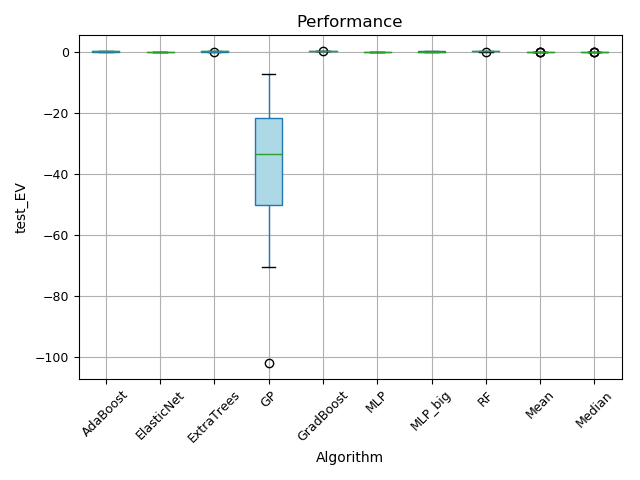 Performance
test_EV
0
−20
−40
−60
−80
−100
AdaBoost
ElasticNet
ExtraTrees
GP
GradBoost
MLP
MLP_big
RF
Mean
Median
Algorithm